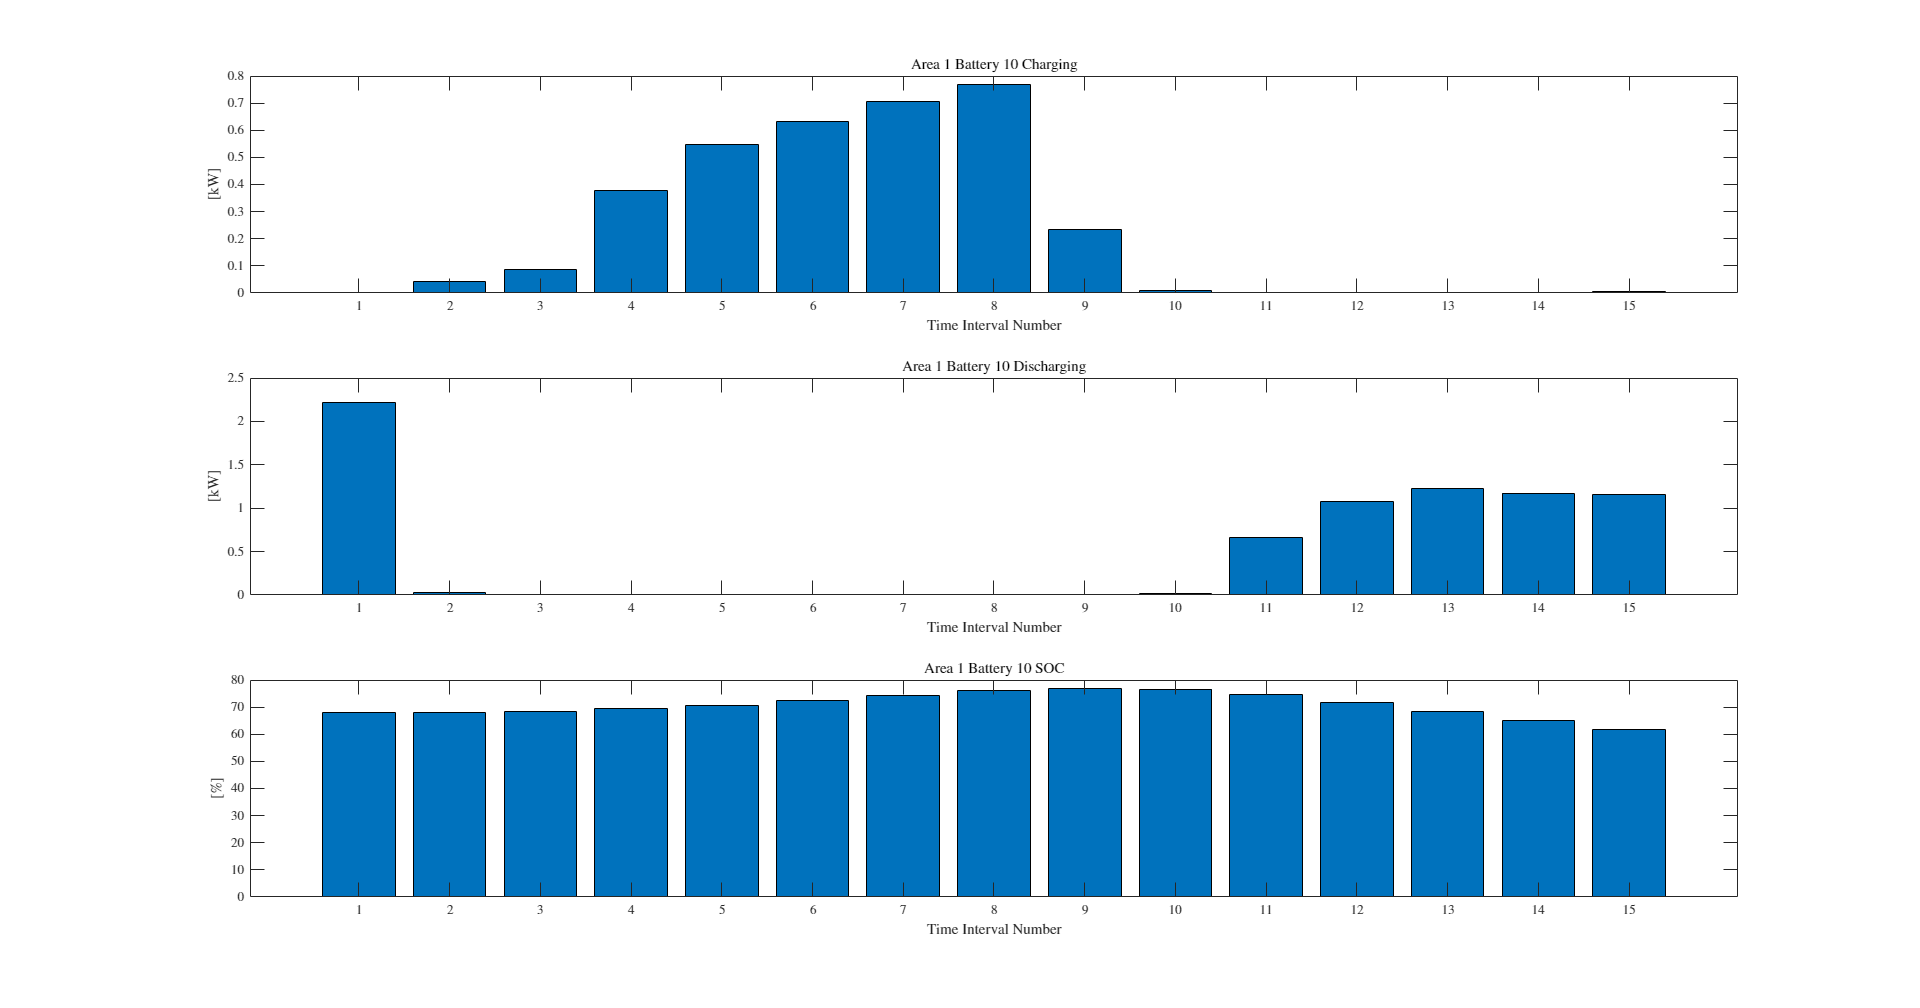 Area 1 Battery 10 Charging
0.8
0.7
0.6
0.5
0.4
0.3
0.2
0.1
0
[kW]
1 2 3 4 5 6 7 8 9 10 11 12 13 14 15
Time Interval Number
Area 1 Battery 10 Discharging
2.5
2
1.5
1
0.5
0
[kW]
1 2 3 4 5 6 7 8 9 10 11 12 13 14 15
Time Interval Number
Area 1 Battery 10 SOC
80
70
60
50
40
30
20
10
0
[%]
1 2 3 4 5 6 7 8 9 10 11 12 13 14 15
Time Interval Number